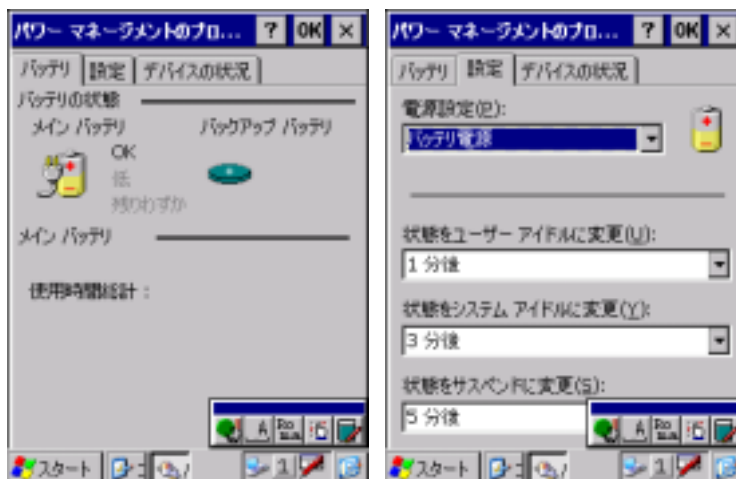 パワー マネージメントのプロ... ? OK ×
バッテリ 設定 デバイスの状況
バッテリの状態
メイン バッテリ バックアップ バッテリ
OK
低
残りわずか
メイン バッテリ
使用時間総計：
A
スタート 1
パワー マネージメントのプロ... ? OK ×
バッテリ 設定 デバイスの状況
電源設定(P):
バッテリ電源
状態をユーザー アイドルに変更(U):
1 分後
状態をシステム アイドルに変更(Y):
3 分後
状態をサスペンドに変更(S):
5 分後
A
スタート 1